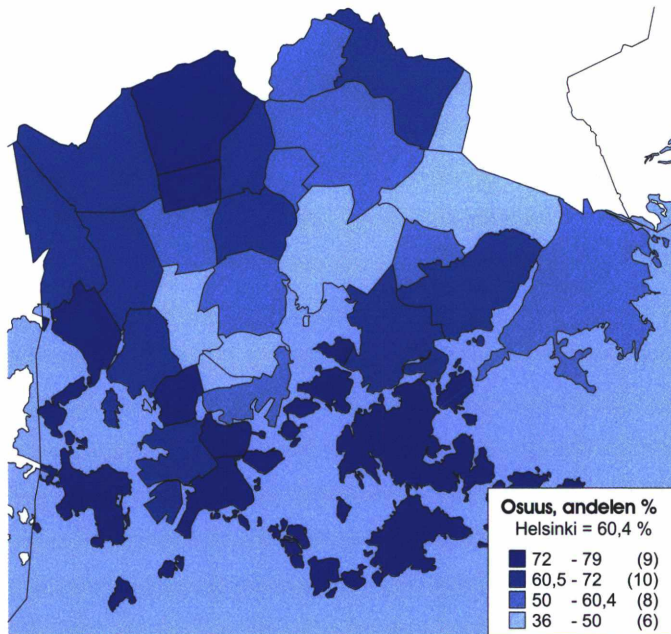 Osuus, andelen %
Helsinki = 60,4 %
72 - 79 (9)
60,5 - 72 (10)
50 - 60,4 (8)
36 - 50 (6)